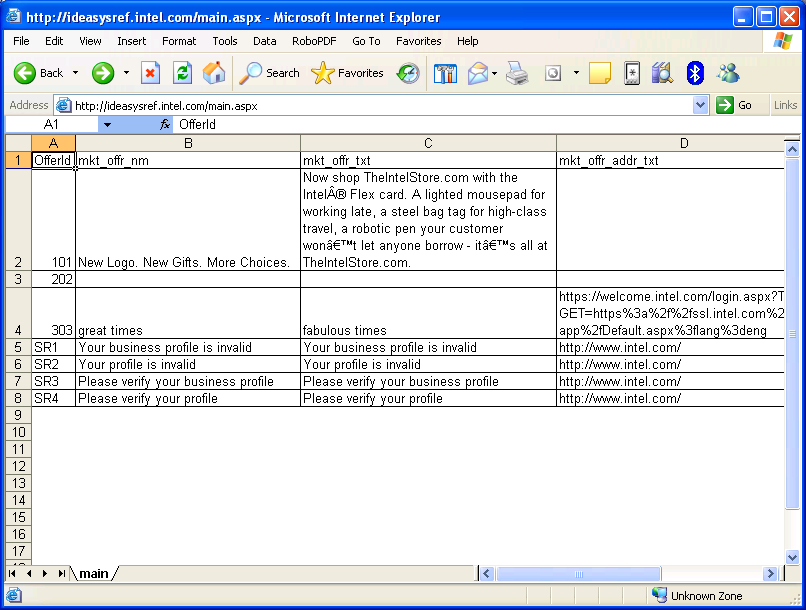 http://ideasysref.intel.com/main.aspx - Microsoft Internet Explorer
File Edit View Insert Format Tools Data RoboPDF Go To Favorites Help
Back Search Favorites
Address http://ideasysref.intel.com/main.aspx Go Links
A1 fx OfferId
A B C D
1 OfferId mkt_offr_nm mkt_offr_txt mkt_offr_addr_txt
Now shop TheIntelStore.com with the
IntelÂ® Flex card. A lighted mousepad for
working late, a steel bag tag for high-class
travel, a robotic pen your customer
wonâ€™t let anyone borrow - itâ€™s all at
2 101 New Logo. New Gifts. More Choices. TheIntelStore.com.
3 202
https://welcome.intel.com/login.aspx?T
GET=https%3a%2f%2fssl.intel.com%2
4 303 great times fabulous times app%2fDefault.aspx%3flang%3deng
5 SR1 Your business profile is invalid Your business profile is invalid http://www.intel.com/
6 SR2 Your profile is invalid Your profile is invalid http://www.intel.com/
7 SR3 Please verify your business profile Please verify your business profile http://www.intel.com/
8 SR4 Please verify your profile Please verify your profile http://www.intel.com/
9
10
11
12
13
14
15
16
17
main
Unknown Zone